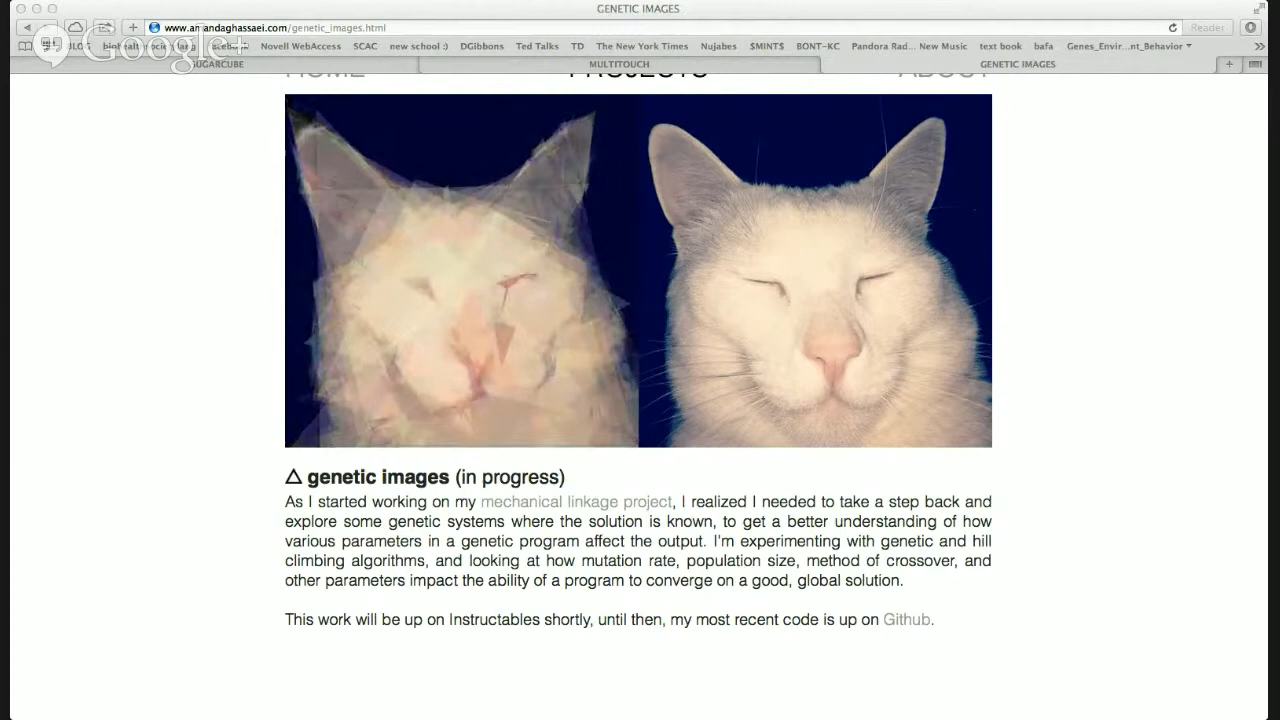 GENETIC IMAGES
www.amandaghassaei.com/genetic_images.html
Reader
Google+
Novell WebAccess SCAC new school :) DGibbons Ted Talks TD The New York Times Nujabes $MINT$ BONT-KC Pandora Rad... New Music text book bafa Genes_Envir...nt_Behavior
SUGARCUBE MULTITOUCH GENETIC IMAGES
HOME PROJECTS ABOUT
△ genetic images (in progress)
As I started working on my mechanical linkage project, I realized I needed to take a step back and
explore some genetic systems where the solution is known, to get a better understanding of how
various parameters in a genetic program affect the output. I'm experimenting with genetic and hill
climbing algorithms, and looking at how mutation rate, population size, method of crossover, and
other parameters impact the ability of a program to converge on a good, global solution.
This work will be up on Instructables shortly, until then, my most recent code is up on Github.